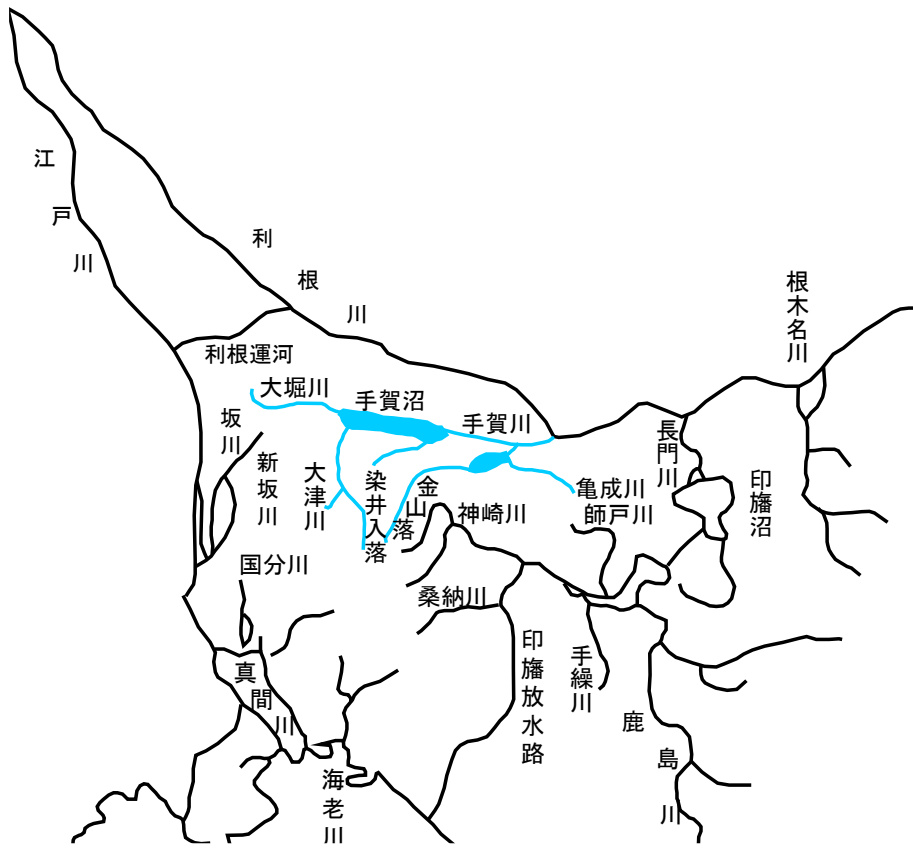 江戸川
利根川
根木名川
利根運河
大堀川
手賀沼
手賀川
坂川
新坂川
大津川
染井入落
金山落
神崎川
亀成川
師戸川
長門川
印旛沼
国分川
桑納川
真間川
海老川
印旛放水路
手繰川
鹿島川